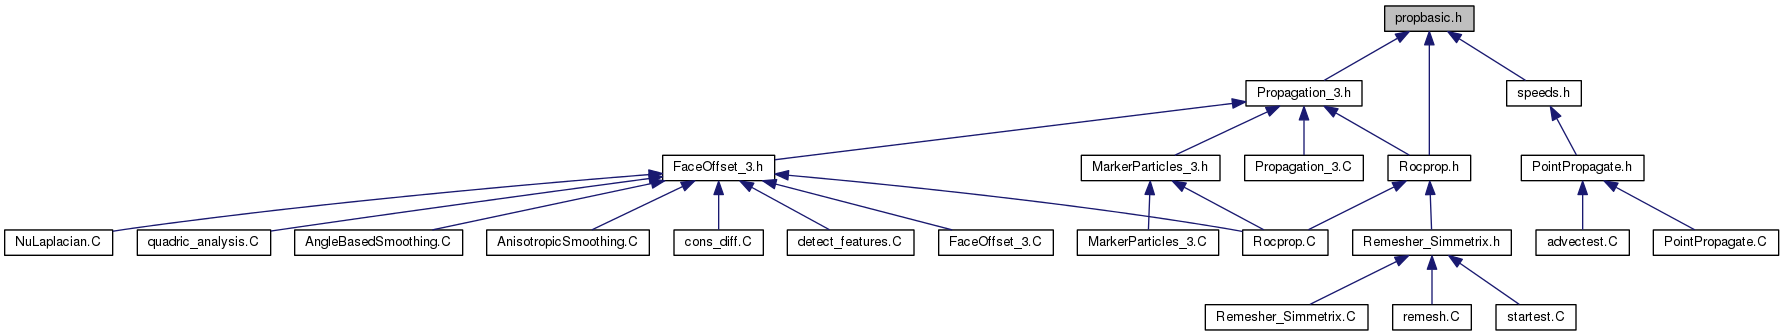 propbasic.h
Propagation_3.h
speeds.h
FaceOffset_3.h
MarkerParticles_3.h
Propagation_3.C
Rocprop.h
PointPropagate.h
NuLaplacian.C
quadric_analysis.C
AngleBasedSmoothing.C
AnisotropicSmoothing.C
cons_diff.C
detect_features.C
FaceOffset_3.C
MarkerParticles_3.C
Rocprop.C
Remesher_Simmetrix.h
advectest.C
PointPropagate.C
Remesher_Simmetrix.C
remesh.C
startest.C